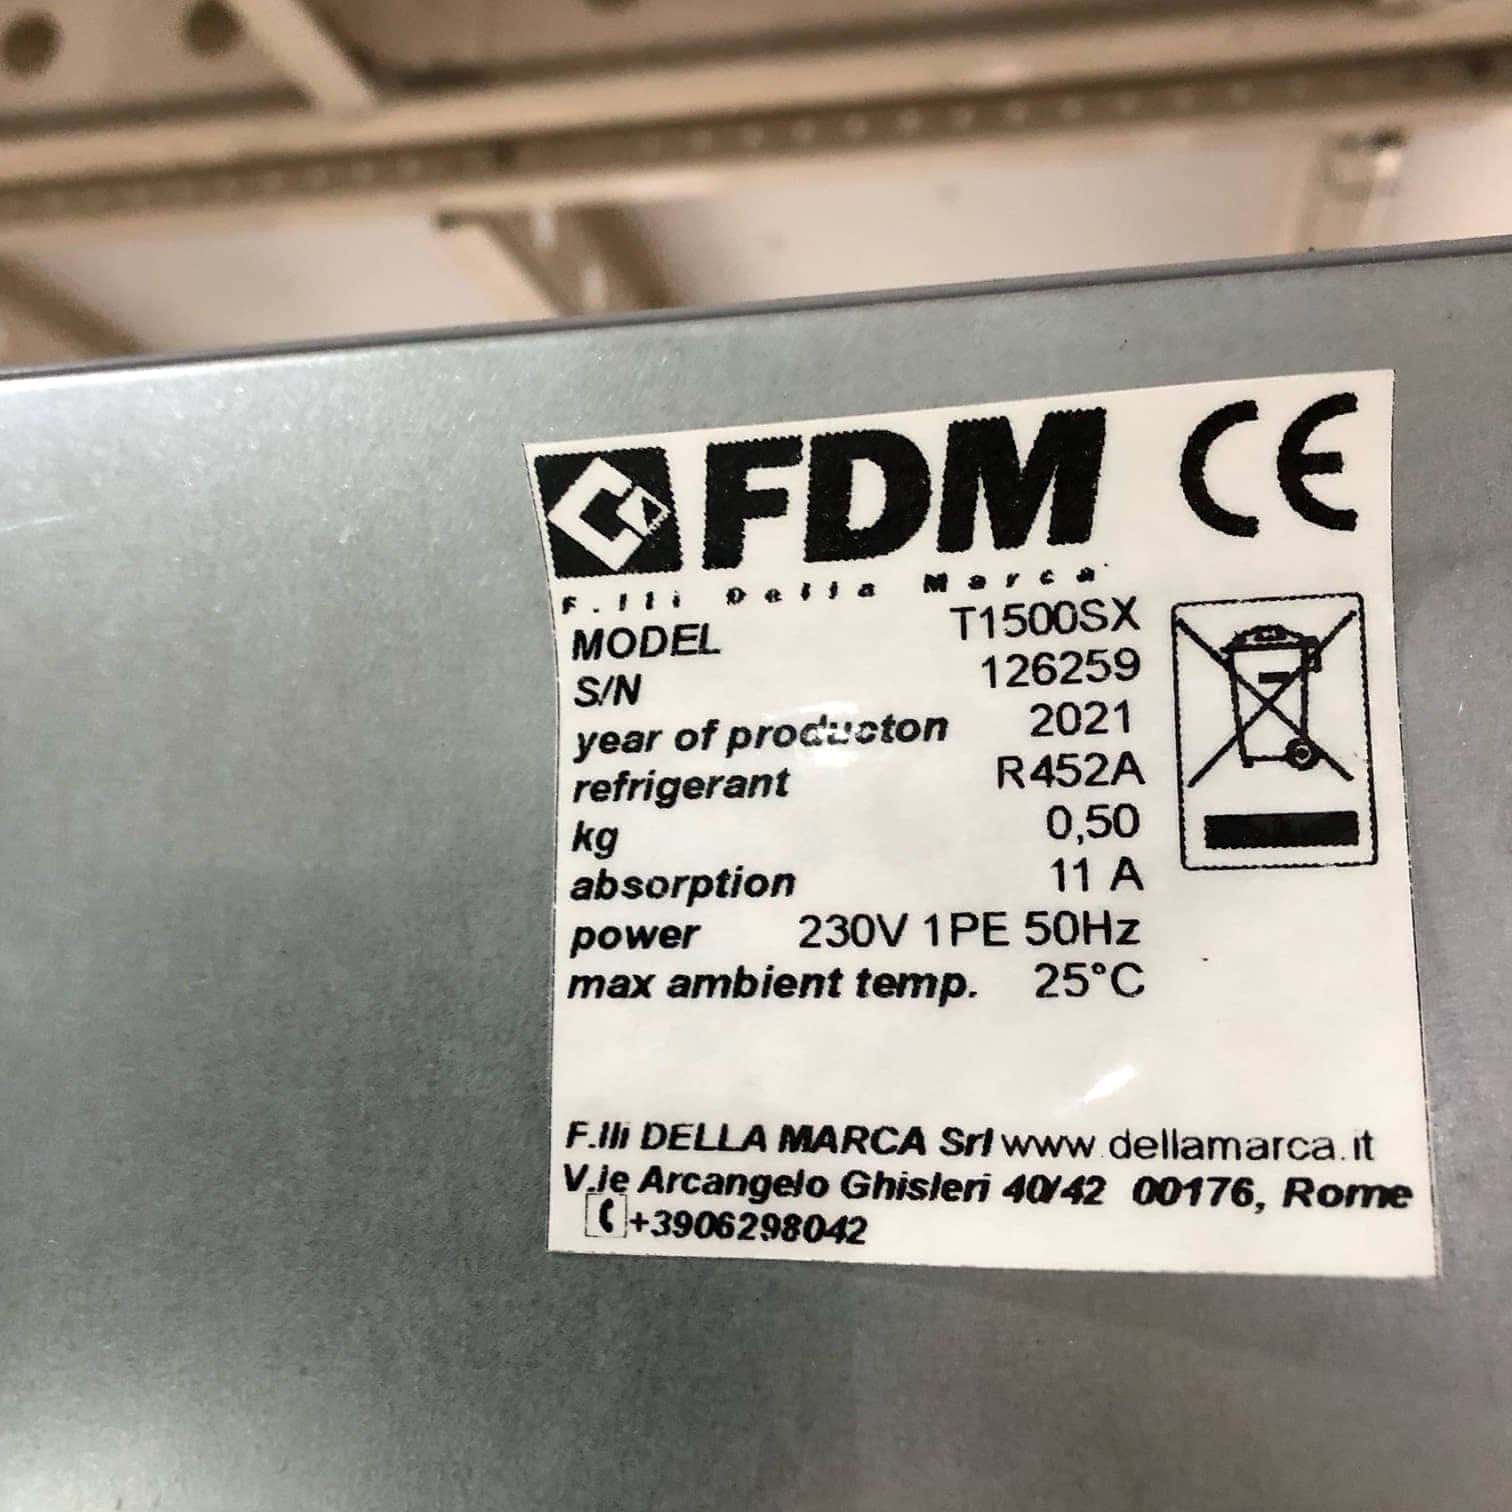 FDM CE
F.lli Della Marca
MODEL T1500SX
S/N 126259
year of producton 2021
refrigerant R452A
kg 0,50
absorption 11 A
power 230V 1PE 50Hz
max ambient temp. 25°C
F.lli DELLA MARCA Srl www.dellamarca.it
V.le Arcangelo Ghisleri 40/42 00176, Rome
+3906298042